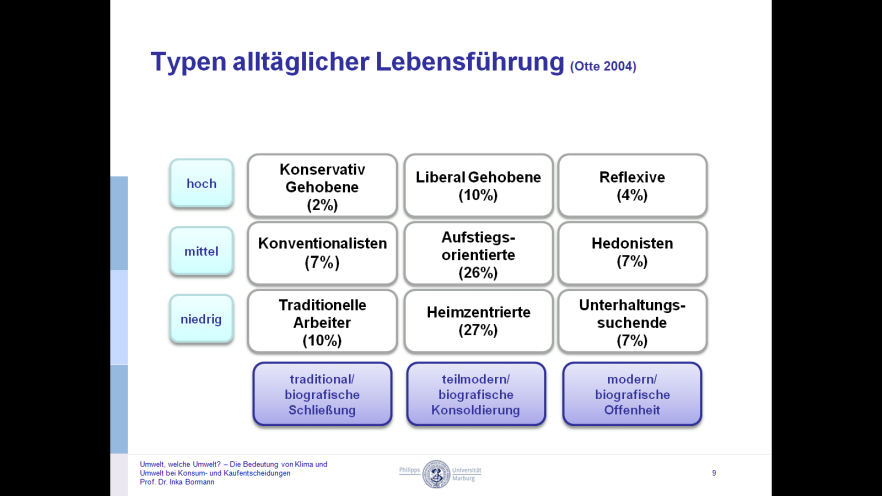 Typen alltäglicher Lebensführung (Otte 2004)
hoch
Konservativ
Gehobene
(2%)
Liberal Gehobene
(10%)
Reflexive
(4%)
mittel
Konventionalisten
(7%)
Aufstiegs-
orientierte
(26%)
Hedonisten
(7%)
niedrig
Traditionelle
Arbeiter
(10%)
Heimzentrierte
(27%)
Unterhaltungs-
suchende
(7%)
traditional/
biografische
Schließung
teilmodern/
biografische
Konsolidierung
modern/
biografische
Offenheit
Umwelt, welche Umwelt? – Die Bedeutung von Klima und
Umwelt bei Konsum- und Kaufentscheidungen
Prof. Dr. Inka Bormann
Philipps Universität
Marburg
9